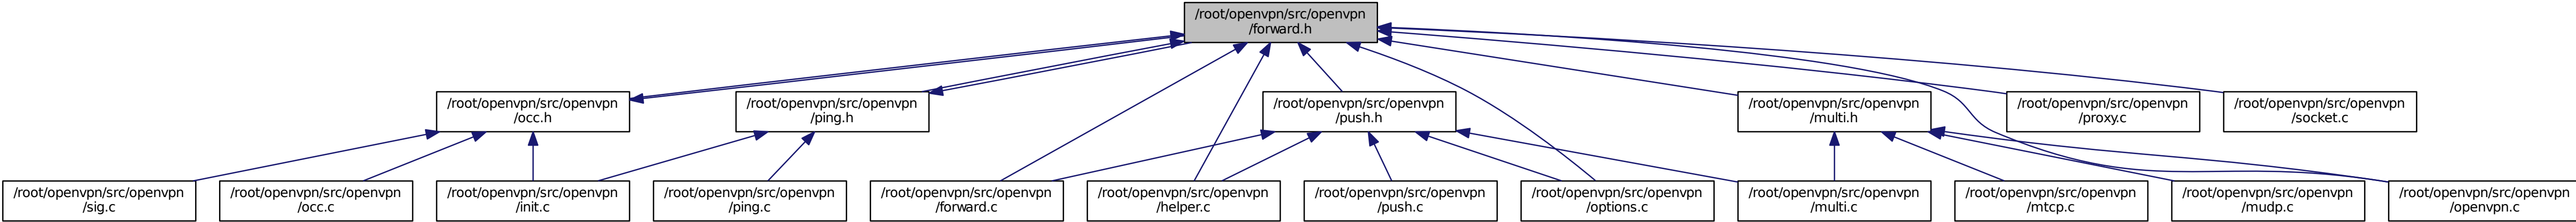 /root/openvpn/src/openvpn
/forward.h
/root/openvpn/src/openvpn
/occ.h
/root/openvpn/src/openvpn
/ping.h
/root/openvpn/src/openvpn
/push.h
/root/openvpn/src/openvpn
/multi.h
/root/openvpn/src/openvpn
/proxy.c
/root/openvpn/src/openvpn
/socket.c
/root/openvpn/src/openvpn
/sig.c
/root/openvpn/src/openvpn
/occ.c
/root/openvpn/src/openvpn
/init.c
/root/openvpn/src/openvpn
/ping.c
/root/openvpn/src/openvpn
/forward.c
/root/openvpn/src/openvpn
/helper.c
/root/openvpn/src/openvpn
/push.c
/root/openvpn/src/openvpn
/options.c
/root/openvpn/src/openvpn
/multi.c
/root/openvpn/src/openvpn
/mtcp.c
/root/openvpn/src/openvpn
/mudp.c
/root/openvpn/src/openvpn
/openvpn.c